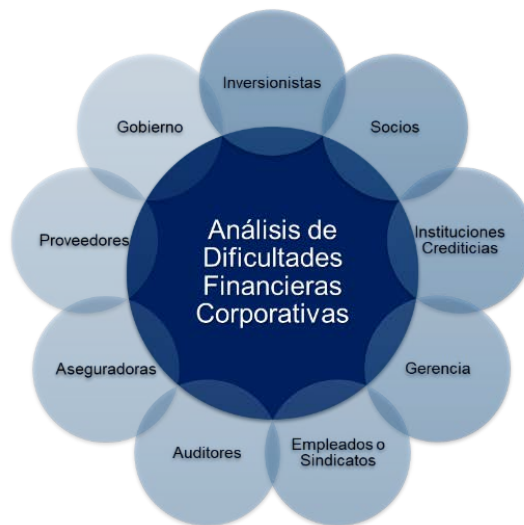 Inversionistas
Socios
Instituciones
Crediticias
Gerencia
Empleados o
Sindicatos
Auditores
Aseguradoras
Proveedores
Gobierno
Análisis de
Dificultades
Financieras
Corporativas